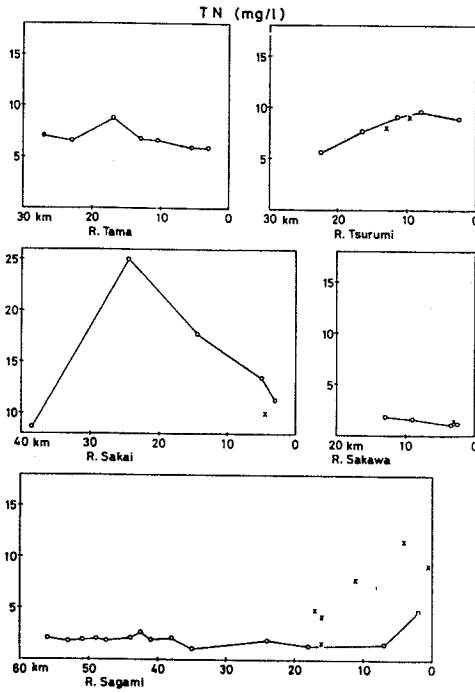 TN (mg/l)
15
10
5
30 km 20 10 0
R. Tama
15
10
5
30 km 20 10 0
R. Tsurumi
25
20
15
10
40 km 30 20 10 0
R. Sakai
15
10
5
20 km 10 0
R. Sakawa
15
10
5
60 km 50 40 30 20 10 0
R. Sagami